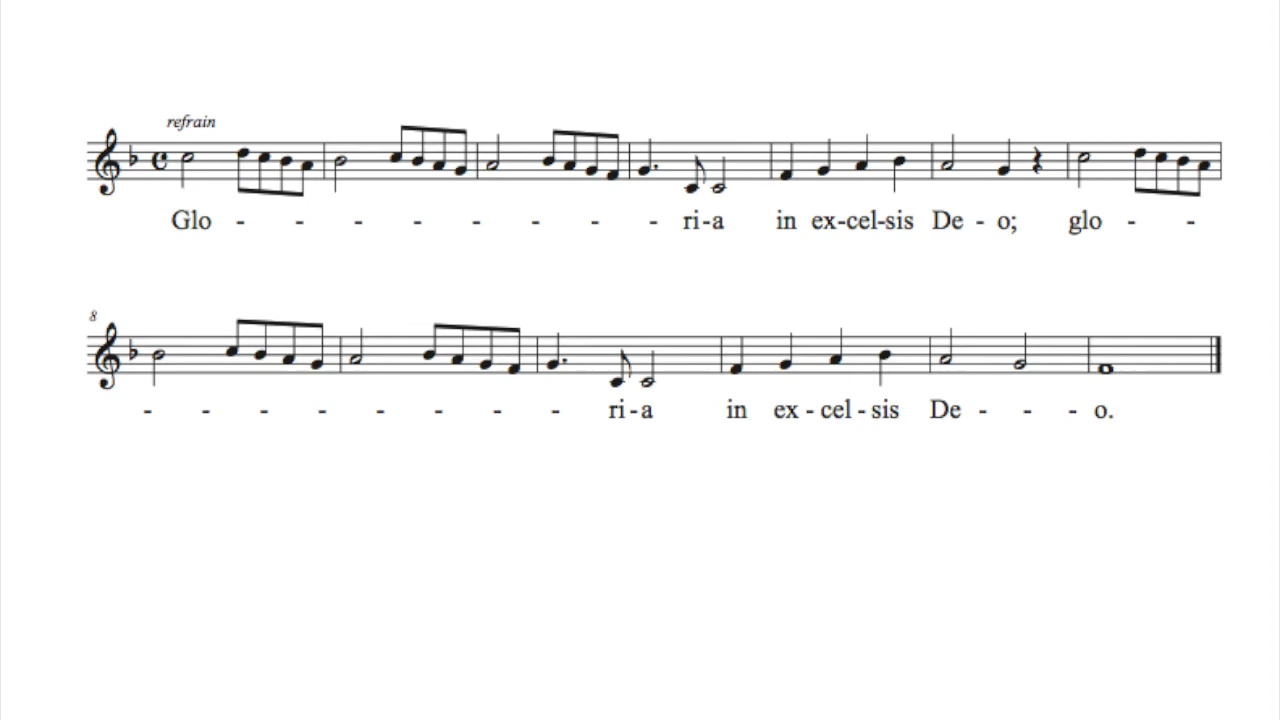 refrain
Glo - - - - - - - - ri-a in ex-cel-sis De - o; glo - -
8
- - - - - - - - ri-a in ex - cel - sis De - - - o.